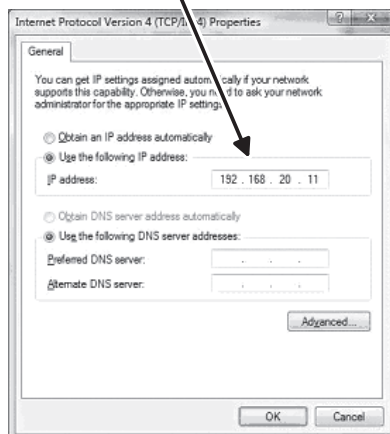 Internet Protocol Version 4 (TCP/IPv4) Properties
General
You can get IP settings assigned automatically if your network
supports this capability. Otherwise, you need to ask your network
administrator for the appropriate IP settings.
Obtain an IP address automatically
Use the following IP address:
IP address: 192 . 168 . 20 . 11
Obtain DNS server address automatically
Use the following DNS server addresses:
Preferred DNS server: . . .
Alternate DNS server: . . .
Advanced...
OK Cancel